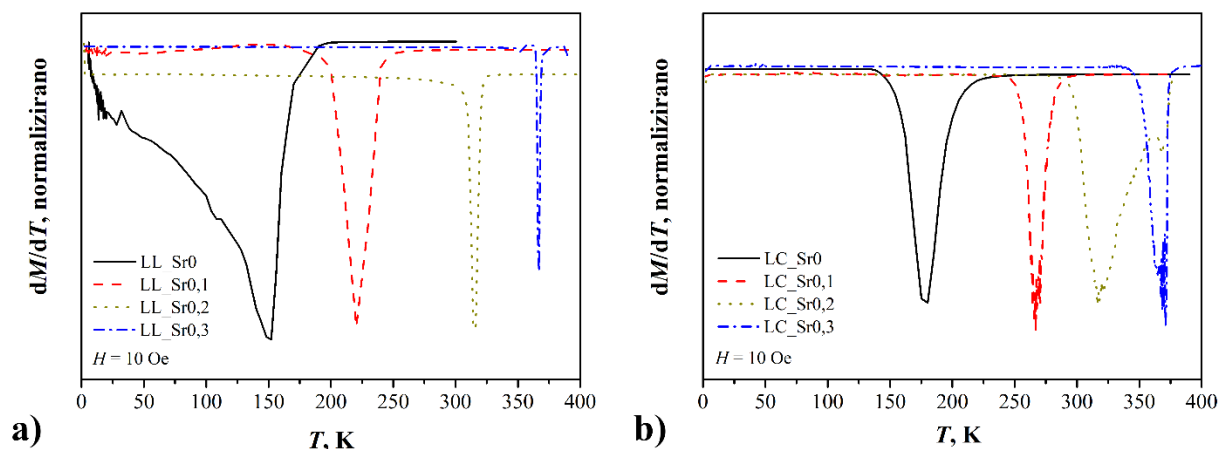 dM/dT, normalizirano
LL_Sr0
LL_Sr0,1
LL_Sr0,2
LL_Sr0,3
H = 10 Oe
0 50 100 150 200 250 300 350 400
T, K
a)
dM/dT, normalizirano
LC_Sr0
LC_Sr0,1
LC_Sr0,2
LC_Sr0,3
H = 10 Oe
0 50 100 150 200 250 300 350 400
T, K
b)